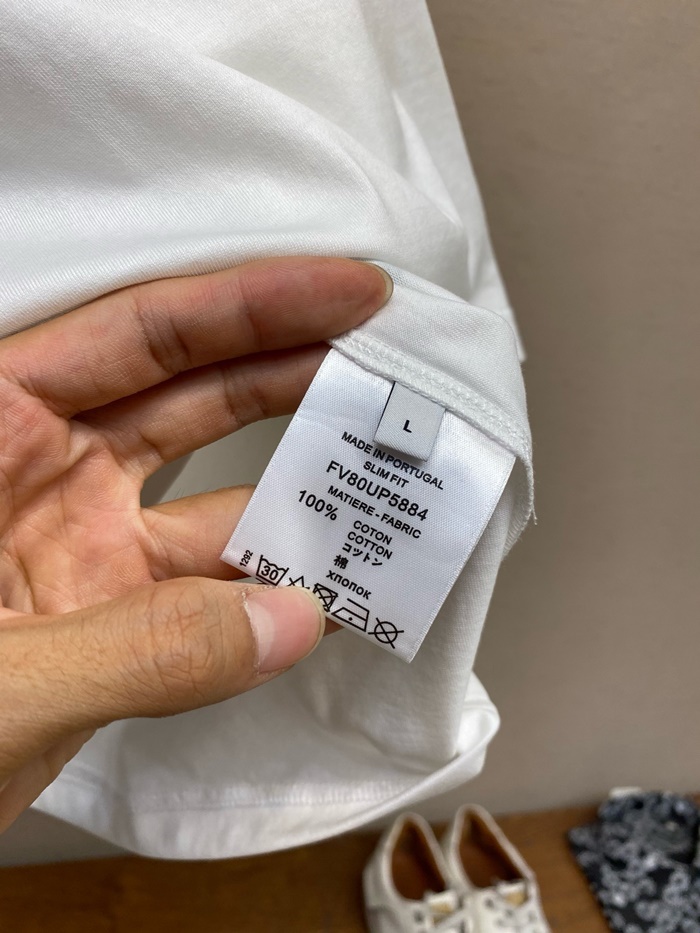 L
MADE IN PORTUGAL
SLIM FIT
FV80UP5884
MATIERE - FABRIC
100% COTON
COTTON
コットン
棉
хлопок
1292
30